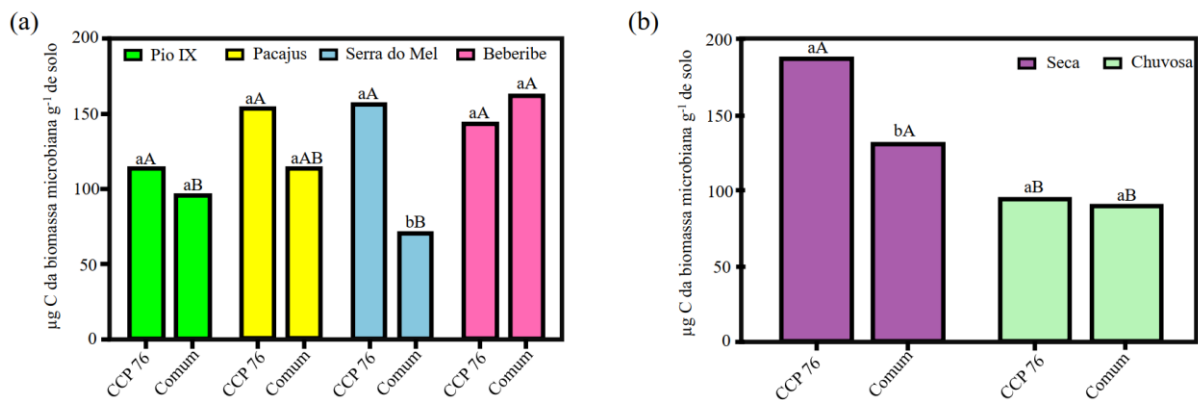 (a)
µg C da biomassa microbiana g⁻¹ de solo
200
150
100
50
0
Pio IX
Pacajus
Serra do Mel
Beberibe
aA
aB
aA
aAB
aA
bB
aA
aA
CCP 76
Comum
CCP 76
Comum
CCP 76
Comum
CCP 76
Comum
(b)
µg C da biomassa microbiana g⁻¹ de solo
200
150
100
50
0
Seca
Chuvosa
aA
bA
aB
aB
CCP 76
Comum
CCP 76
Comum